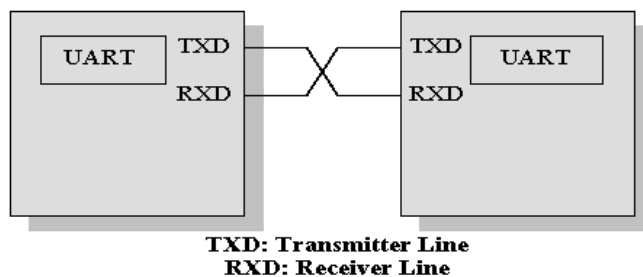 UART TXD TXD UART
RXD RXD
TXD: Transmitter Line
RXD: Receiver Line